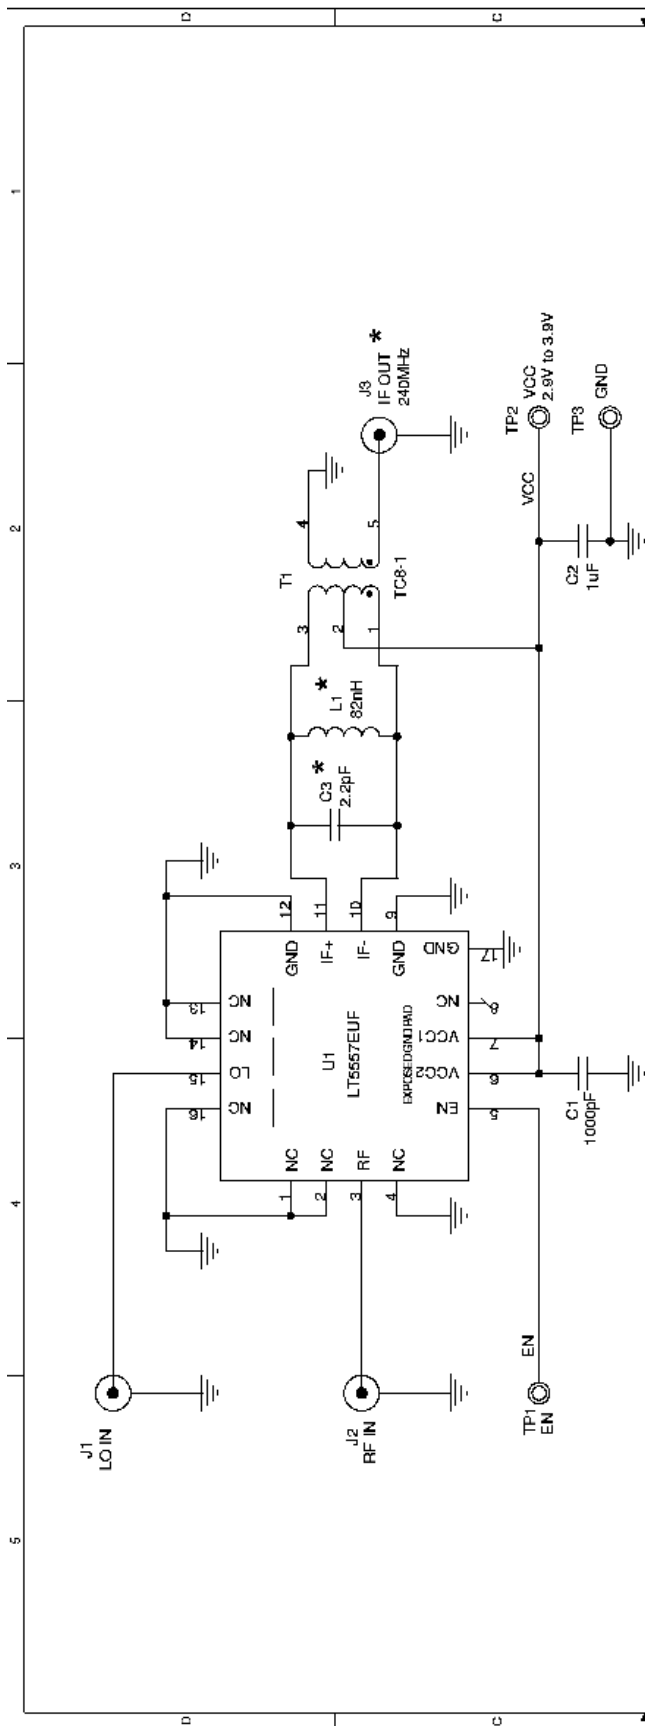 D
C
1
2
3
4
5
J3
IF OUT
240MHz
*
TP2
VCC
2.9V to 3.9V
VCC
TP3
GND
C2
1uF
4
5
T1
TC8-1
3
2
1
*
L1
82nH
*
C3
2.2pF
12
11
10
9
GND
IF+
IF-
GND
GND
17
13
14
15
16
NC
NC
LO
NC
U1
LT5557EUF
EXPOSED GND PAD
NC
VCC1
VCC2
EN
8
7
6
5
NC
NC
RF
NC
1
2
3
4
C1
1000pF
J1
LO IN
J2
RF IN
EN
TP1
EN
D
C